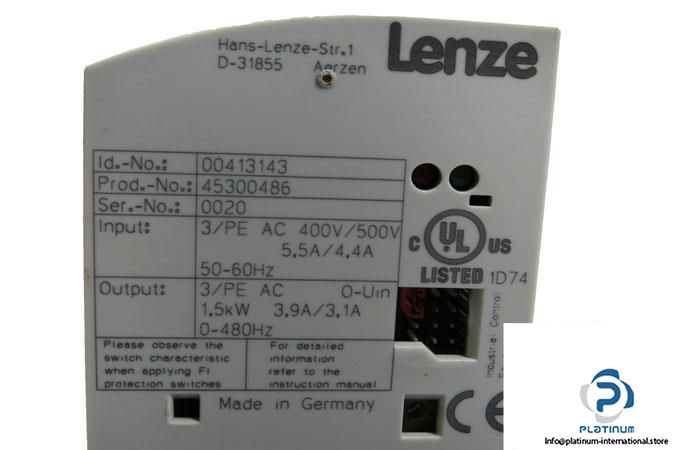 Hans-Lenze-Str.1
D-31855 Aerzen
Lenze
Id.-No.: 00413143
Prod.-No.: 45300486
Ser.-No.: 0020
Input: 3/PE AC 400V/500V
5.5A/4.4A
50-60Hz
Output: 3/PE AC 0-Uin
1.5kW 3.9A/3.1A
0-480Hz
Please observe the
switch characteristic
when applying FI
protection switches
For detailed
information
refer to the
instruction manual
Made in Germany
C UL US
LISTED 1D74
Industrial Control
CE
PLATINUM
Info@platinum-international.store